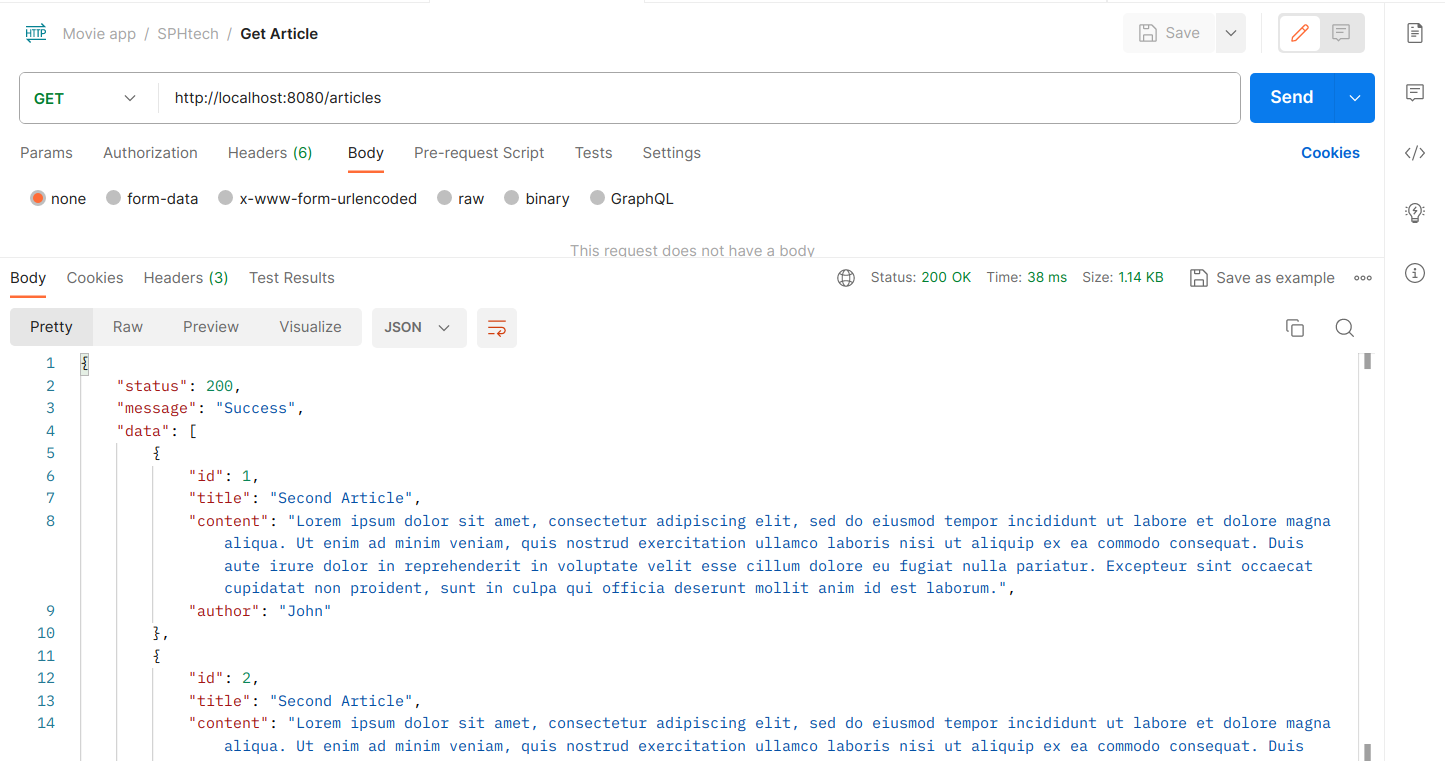 HTTP Movie app / SPHtech / Get Article Save
GET http://localhost:8080/articles Send
Params Authorization Headers (6) Body Pre-request Script Tests Settings Cookies
none form-data x-www-form-urlencoded raw binary GraphQL
This request does not have a body
Body Cookies Headers (3) Test Results Status: 200 OK Time: 38 ms Size: 1.14 KB Save as example
Pretty Raw Preview Visualize JSON
1 {
2 "status": 200,
3 "message": "Success",
4 "data": [
5 {
6 "id": 1,
7 "title": "Second Article",
8 "content": "Lorem ipsum dolor sit amet, consectetur adipiscing elit, sed do eiusmod tempor incididunt ut labore et dolore magna
aliqua. Ut enim ad minim veniam, quis nostrud exercitation ullamco laboris nisi ut aliquip ex ea commodo consequat. Duis
aute irure dolor in reprehenderit in voluptate velit esse cillum dolore eu fugiat nulla pariatur. Excepteur sint occaecat
cupidatat non proident, sunt in culpa qui officia deserunt mollit anim id est laborum.",
9 "author": "John"
10 },
11 {
12 "id": 2,
13 "title": "Second Article",
14 "content": "Lorem ipsum dolor sit amet, consectetur adipiscing elit, sed do eiusmod tempor incididunt ut labore et dolore magna
aliqua. Ut enim ad minim veniam, quis nostrud exercitation ullamco laboris nisi ut aliquip ex ea commodo consequat. Duis